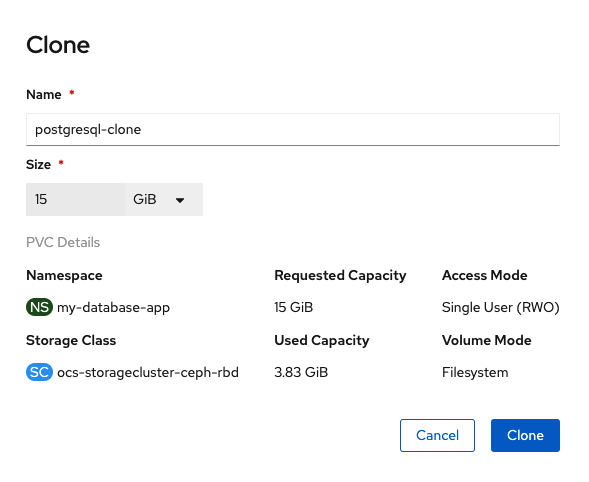 Clone
Name *
postgresql-clone
Size *
15 GiB
PVC Details
Namespace Requested Capacity Access Mode
NS my-database-app 15 GiB Single User (RWO)
Storage Class Used Capacity Volume Mode
SC ocs-storagecluster-ceph-rbd 3.83 GiB Filesystem
Cancel Clone